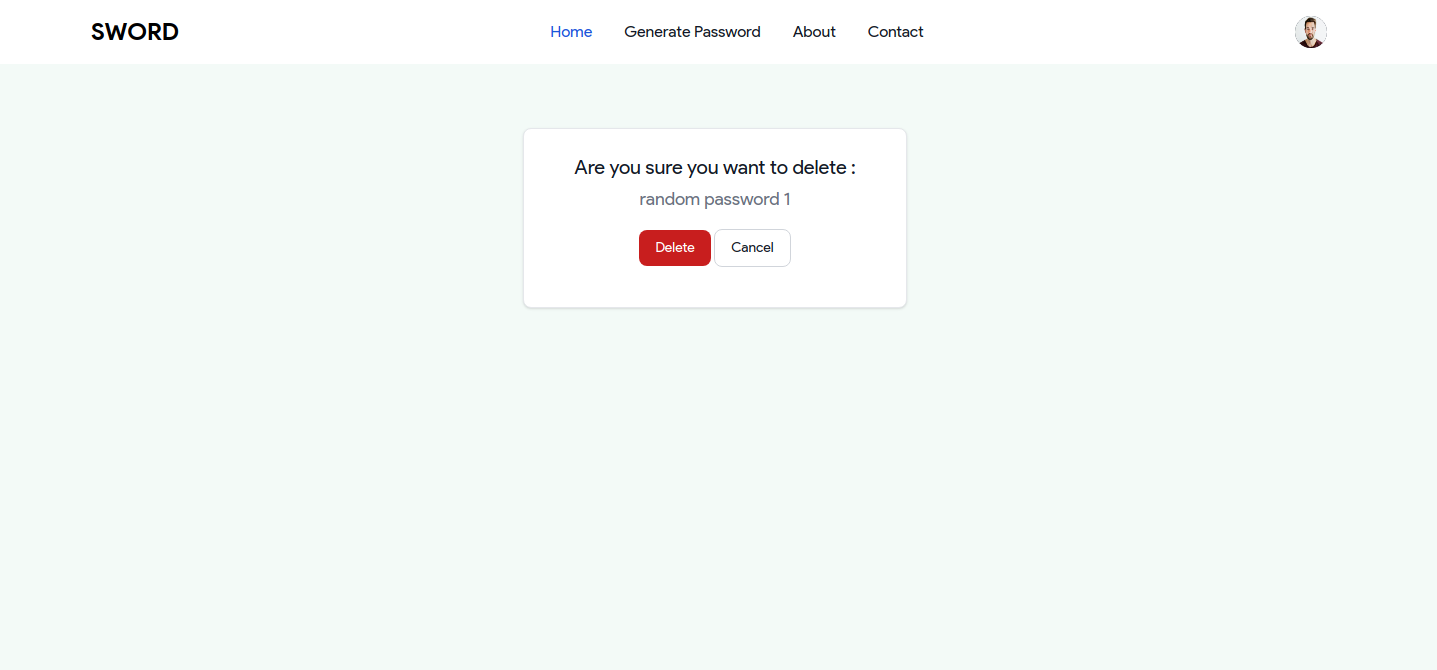 SWORD
Home Generate Password About Contact
Are you sure you want to delete :
random password 1
Delete Cancel